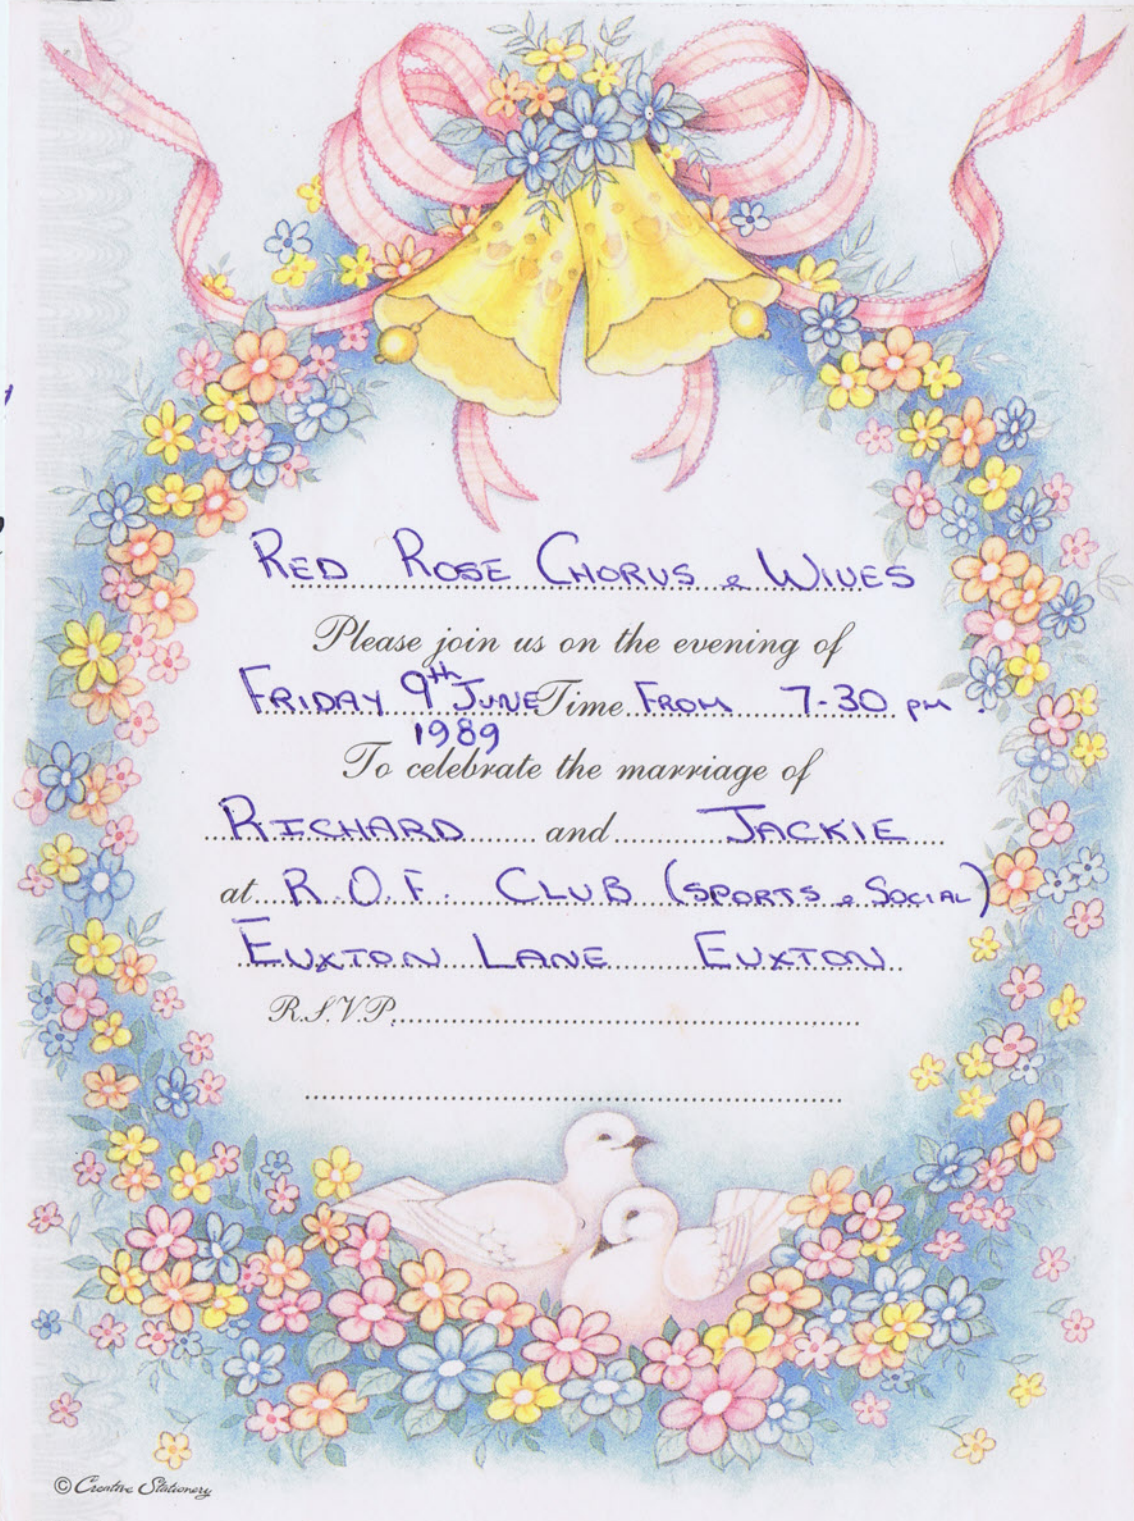 RED ROSE CHORUS & WIVES
Please join us on the evening of
FRIDAY 9th JUNE Time FROM 7-30 pm.
1989
To celebrate the marriage of
RICHARD and JACKIE
at R.O.F. CLUB (SPORTS & SOCIAL)
EUXTON LANE EUXTON
R.S.V.P.
© Creative Stationery